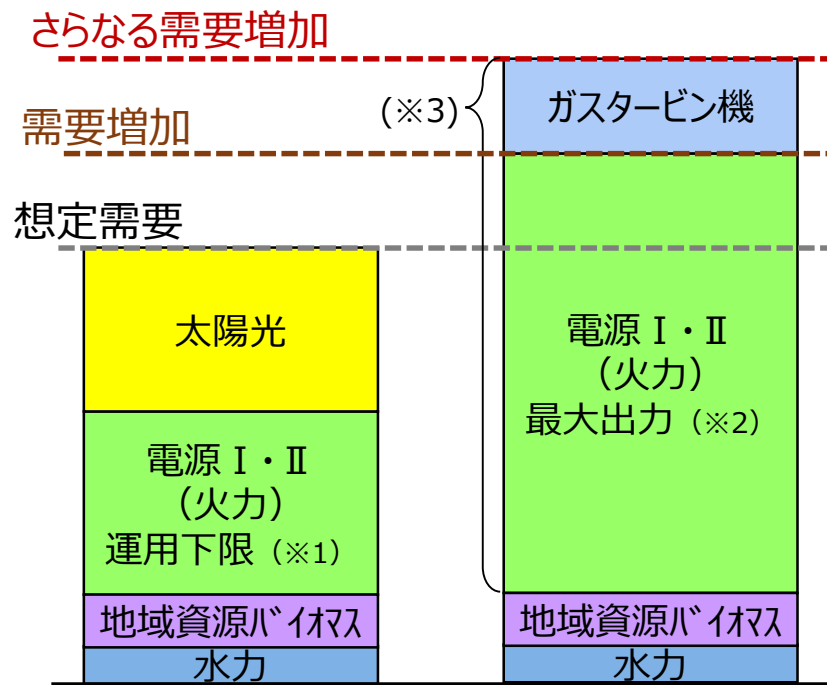 さらなる需要増加
需要増加
想定需要
太陽光
電源Ⅰ・Ⅱ
（火力）
運用下限（※1）
地域資源ﾊﾞｲｵﾏｽ
水力
(※3)
ガスタービン機
電源Ⅰ・Ⅱ
（火力）
最大出力（※2）
地域資源ﾊﾞｲｵﾏｽ
水力